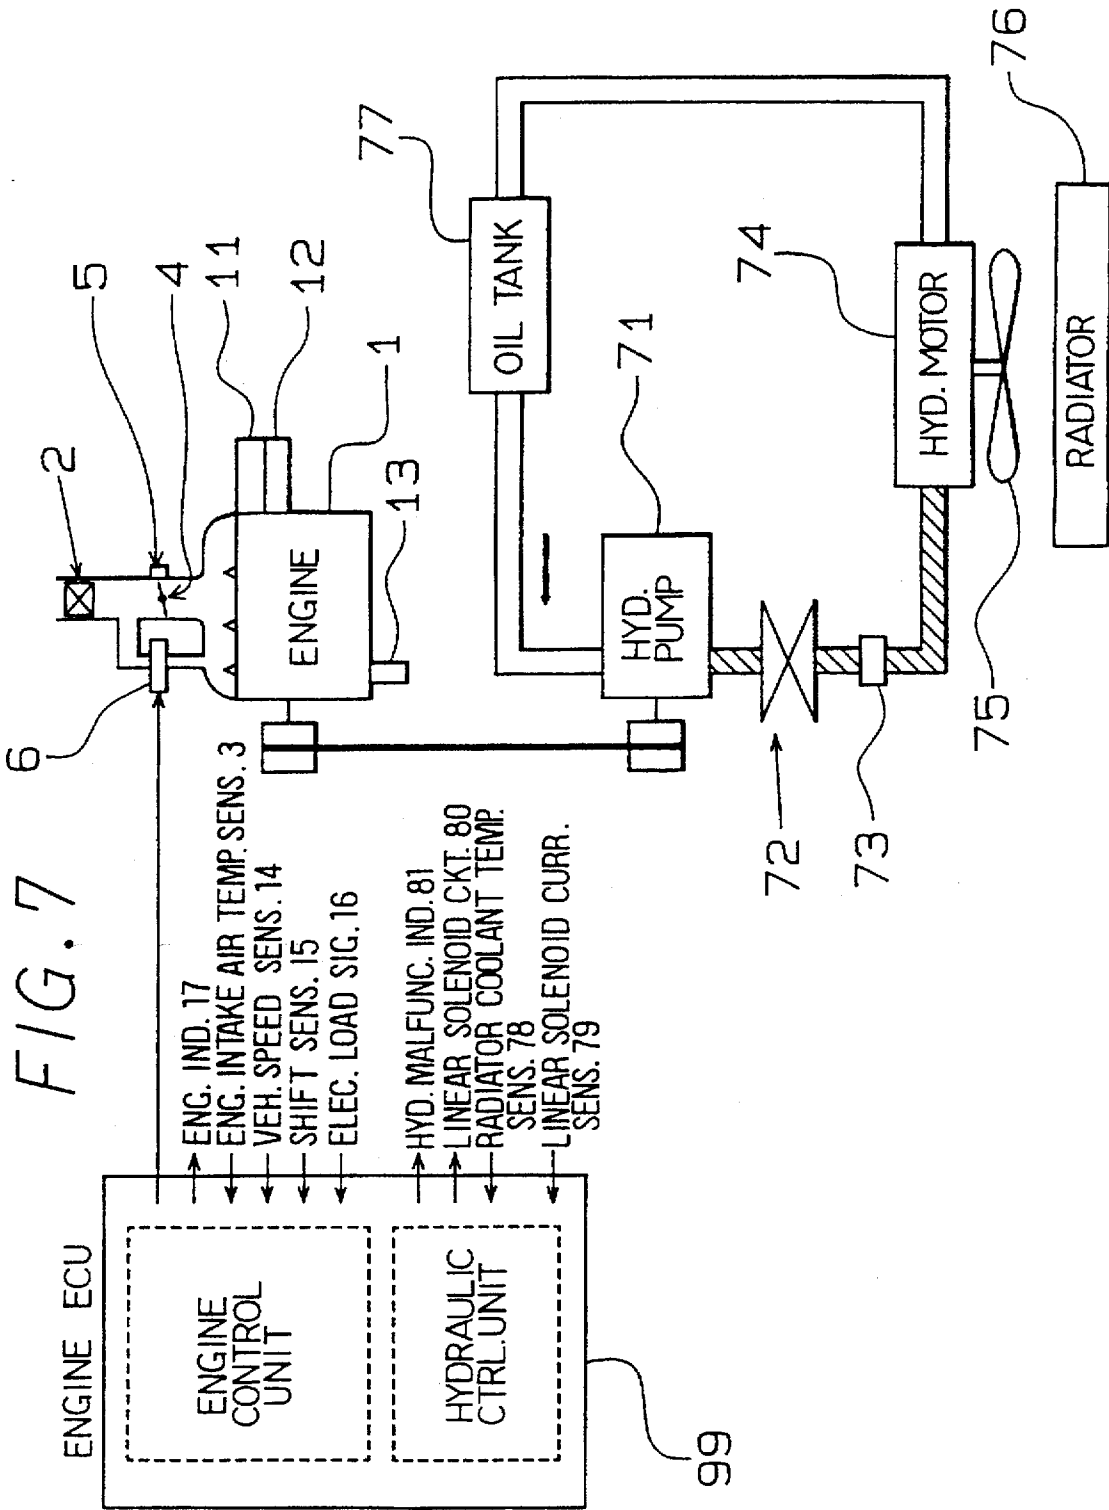 FIG. 7
ENGINE ECU
ENGINE
CONTROL
UNIT
HYDRAULIC
CTRL.UNIT
99
ENG. IND. 17
ENG. INTAKE AIR TEMP. SENS. 3
VEH. SPEED SENS. 14
SHIFT SENS. 15
ELEC. LOAD SIG. 16
HYD. MALFUNC. IND. 81
LINEAR SOLENOID CKT. 80
RADIATOR COOLANT TEMP.
SENS. 78
LINEAR SOLENOID CURR.
SENS. 79
6
2
5
4
11
12
1
13
ENGINE
77
OIL TANK
71
HYD.
PUMP
72
73
74
HYD. MOTOR
75
76
RADIATOR